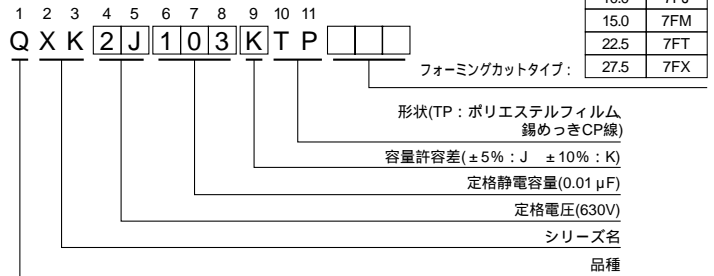 1 2 3 4 5 6 7 8 9 10 11
Q X K 2 J 1 0 3 K T P
15.0 7FM
22.5 7FT
27.5 7FX
フォーミングカットタイプ：
形状(TP：ポリエステルフィルム、
錫めっきCP線)
容量許容差(±5%：J ±10%：K)
定格静電容量(0.01 μF)
定格電圧(630V)
シリーズ名
品種